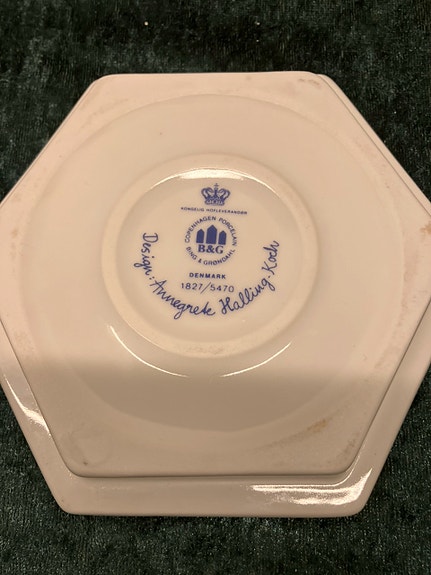 KONGELIG HOFLEVERANDØR
COPENHAGEN PORCELAIN
B&G
BING & GRØNDAHL
DENMARK
1827/5470
Design: Annegrete Halling-Koch